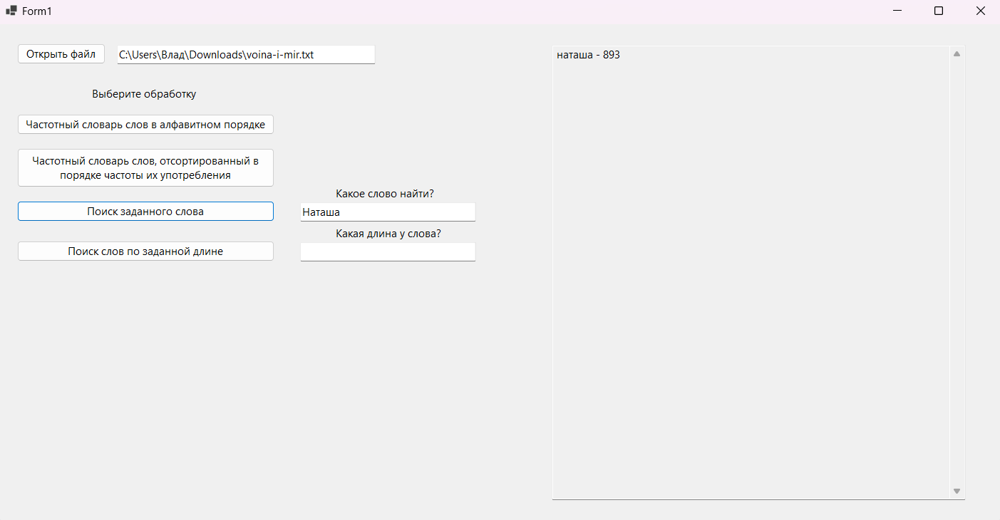 Form1
Открыть файл
C:\Users\Влад\Downloads\voina-i-mir.txt
Выберите обработку
Частотный словарь слов в алфавитном порядке
Частотный словарь слов, отсортированный в
порядке частоты их употребления
Какое слово найти?
Поиск заданного слова
Наташа
Какая длина у слова?
Поиск слов по заданной длине
наташа - 893